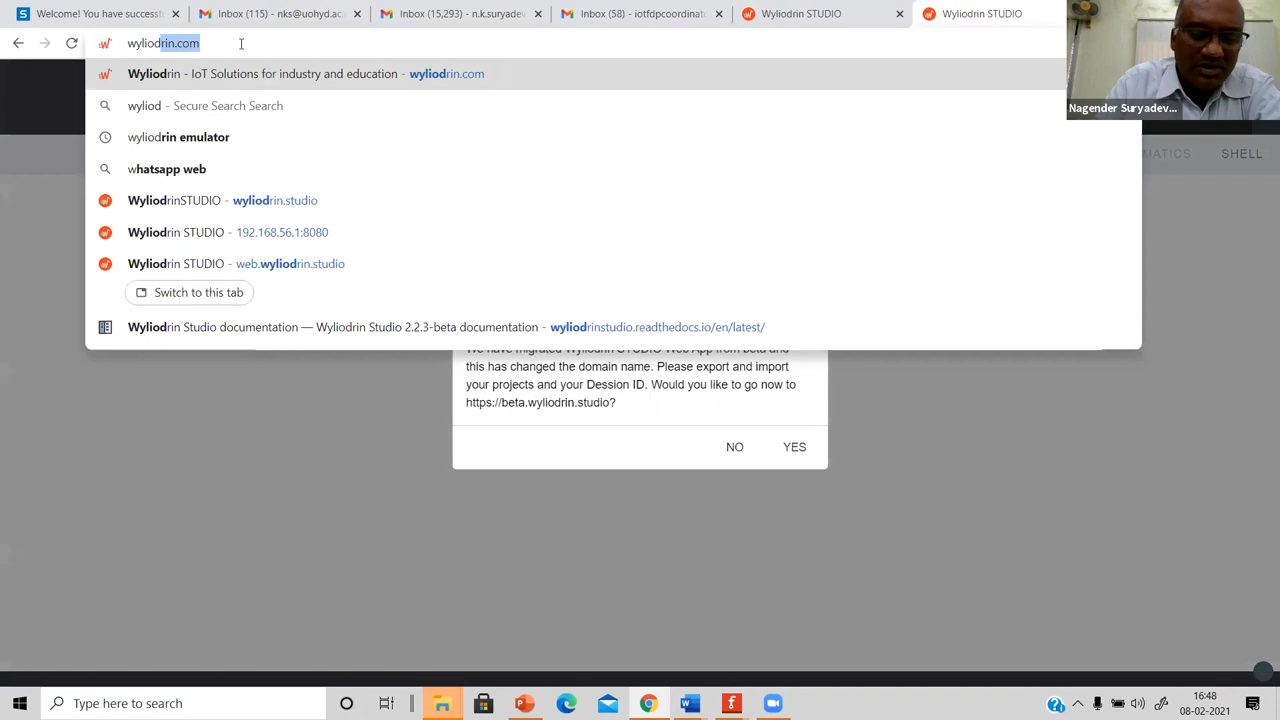 Welcome! You have successf
Inbox (115) - nks@uohyd.ac.
Inbox (15,293) - n.k.suryadev
Inbox (58) - iotfdpcoordinat
Wyliodrin STUDIO
Wyliodrin STUDIO
wyliodrin.com
Wyliodrin - IoT Solutions for industry and education - wyliodrin.com
wyliod - Secure Search Search
wyliodrin emulator
whatsapp web
WyliodrinSTUDIO - wyliodrin.studio
Wyliodrin STUDIO - 192.168.56.1:8080
Wyliodrin STUDIO - web.wyliodrin.studio
Switch to this tab
Wyliodrin Studio documentation — Wyliodrin Studio 2.2.3-beta documentation - wyliodrinstudio.readthedocs.io/en/latest/
Nagender Suryadev...
MATICS
SHELL
We have migrated Wyliodrin STUDIO Web App from beta and
this has changed the domain name. Please export and import
your projects and your Dession ID. Would you like to go now to
https://beta.wyliodrin.studio?
NO
YES
Type here to search
16:48
08-02-2021